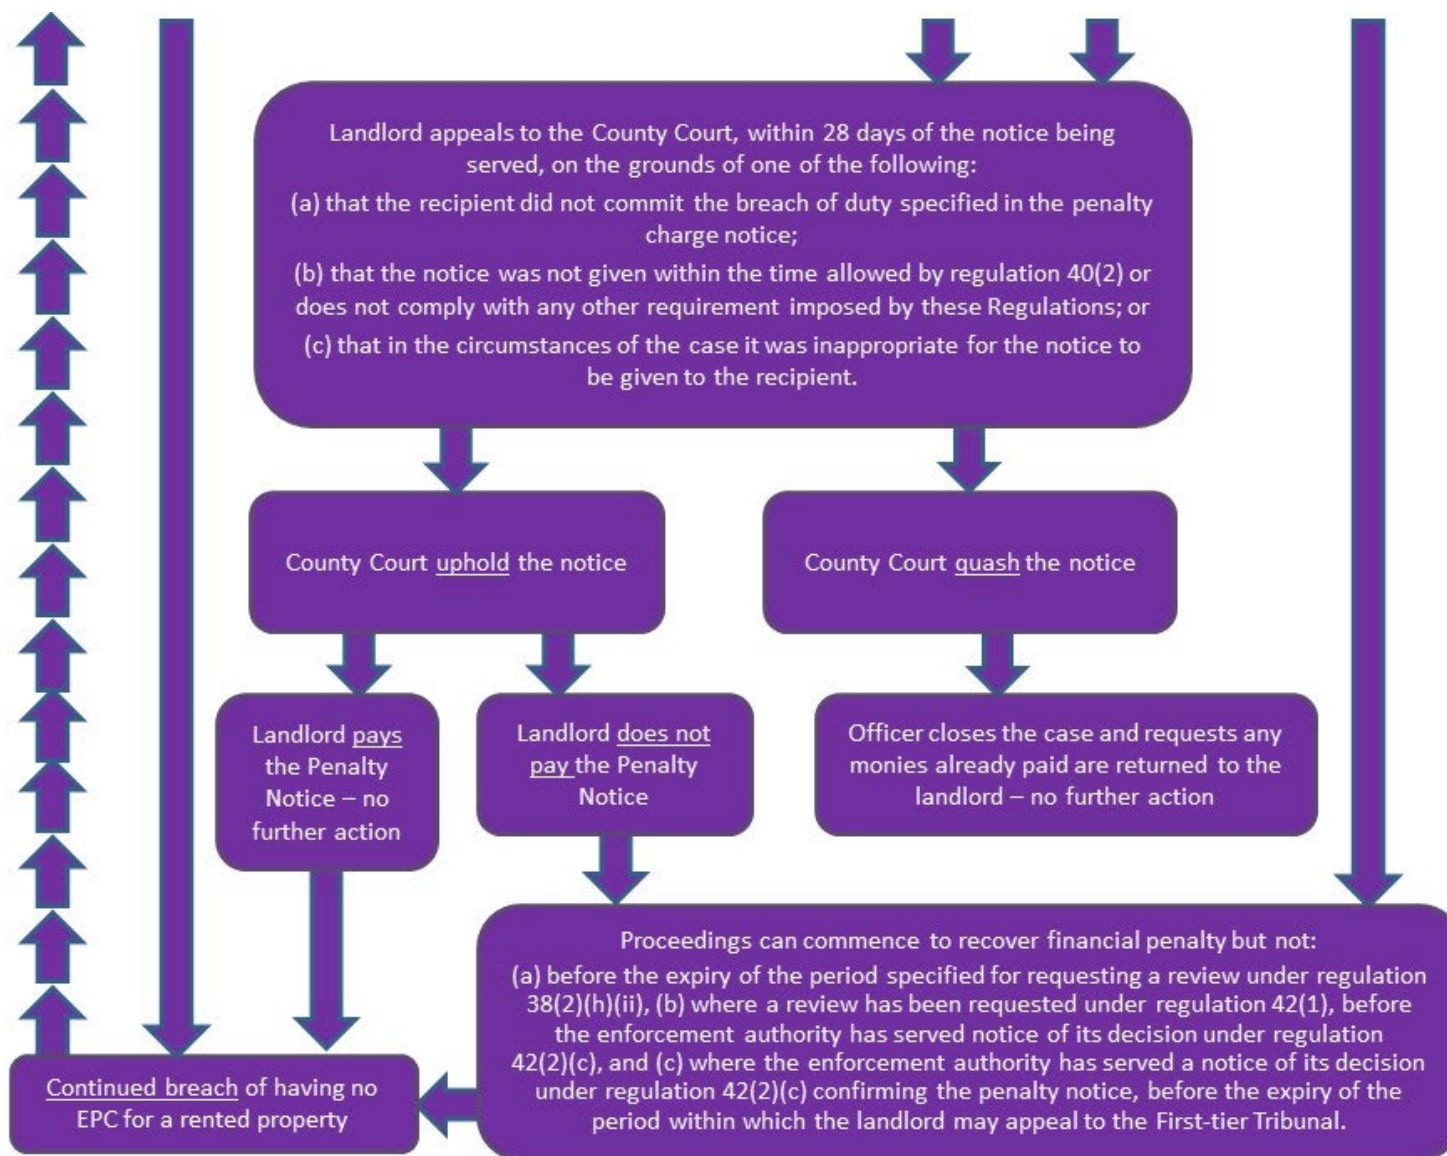 Landlord appeals to the County Court, within 28 days of the notice being
served, on the grounds of one of the following:
(a) that the recipient did not commit the breach of duty specified in the penalty
charge notice;
(b) that the notice was not given within the time allowed by regulation 40(2) or
does not comply with any other requirement imposed by these Regulations; or
(c) that in the circumstances of the case it was inappropriate for the notice to
be given to the recipient.
County Court uphold the notice
County Court quash the notice
Landlord pays
the Penalty
Notice – no
further action
Landlord does not
pay the Penalty
Notice
Officer closes the case and requests any
monies already paid are returned to the
landlord – no further action
Proceedings can commence to recover financial penalty but not:
(a) before the expiry of the period specified for requesting a review under regulation
38(2)(h)(ii), (b) where a review has been requested under regulation 42(1), before
the enforcement authority has served notice of its decision under regulation
42(2)(c), and (c) where the enforcement authority has served a notice of its decision
under regulation 42(2)(c) confirming the penalty notice, before the expiry of the
period within which the landlord may appeal to the First-tier Tribunal.
Continued breach of having no
EPC for a rented property